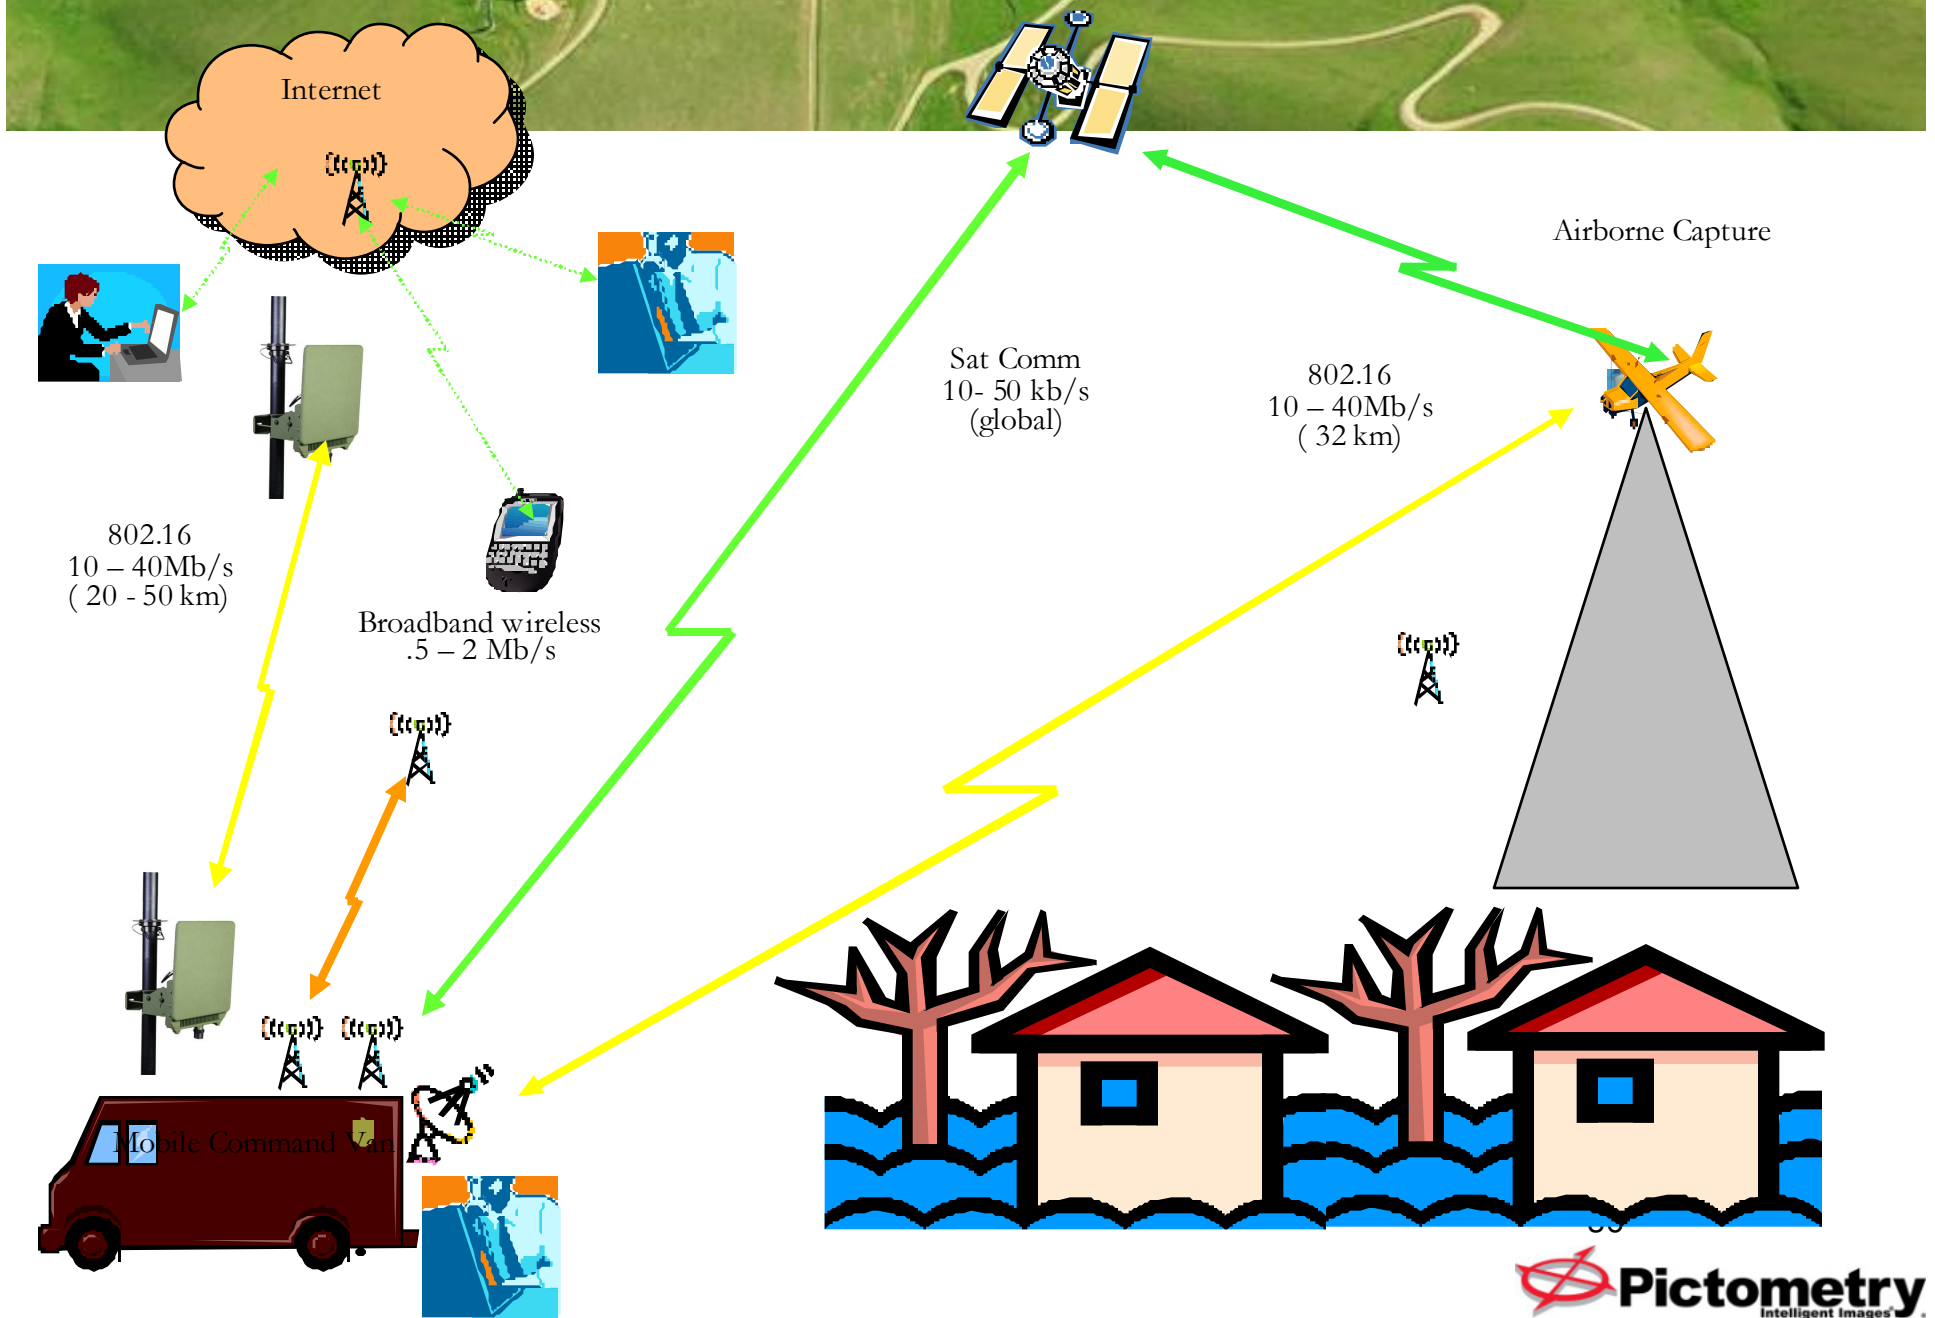 Internet
Airborne Capture
Sat Comm
10- 50 kb/s
(global)
802.16
10 – 40Mb/s
( 32 km)
802.16
10 – 40Mb/s
( 20 - 50 km)
Broadband wireless
.5 – 2 Mb/s
Mobile Command Van
Pictometry
Intelligent Images